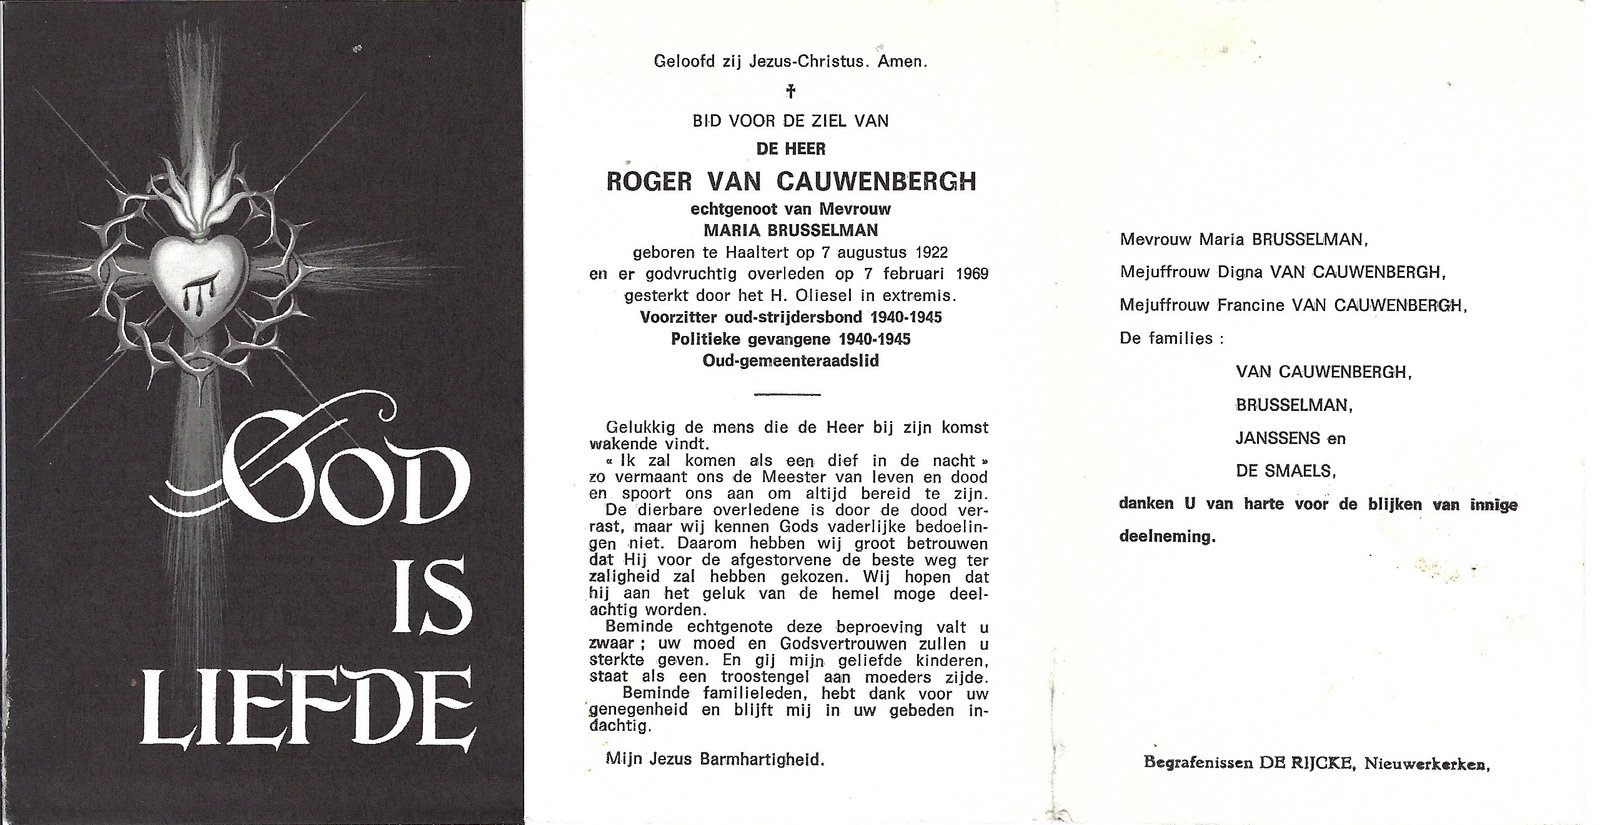 GOD
IS
LIEFDE
Geloofd zij Jezus-Christus. Amen.
BID VOOR DE ZIEL VAN
DE HEER
ROGER VAN CAUWENBERGH
echtgenoot van Mevrouw
MARIA BRUSSELMAN
geboren te Haaltert op 7 augustus 1922
en er godvruchtig overleden op 7 februari 1969
gesterkt door het H. Oliesel in extremis.
Voorzitter oud-strijdersbond 1940-1945
Politieke gevangene 1940-1945
Oud-gemeenteraadslid
Gelukkig de mens die de Heer bij zijn komst
wakende vindt.
« Ik zal komen als een dief in de nacht »
zo vermaant ons de Meester van leven en dood
en spoort ons aan om altijd bereid te zijn.
De dierbare overledene is door de dood ver-
rast, maar wij kennen Gods vaderlijke bedoelin-
gen niet. Daarom hebben wij groot betrouwen
dat Hij voor de afgestorvene de beste weg ter
zaligheid zal hebben gekozen. Wij hopen dat
hij aan het geluk van de hemel moge deel-
achtig worden.
Beminde echtgenote deze beproeving valt u
zwaar ; uw moed en Godsvertrouwen zullen u
sterkte geven. En gij mijn geliefde kinderen,
staat als een troostengel aan moeders zijde.
Beminde familieleden, hebt dank voor uw
genegenheid en blijft mij in uw gebeden in-
dachtig.
Mijn Jezus Barmhartigheid.
Mevrouw Maria BRUSSELMAN,
Mejuffrouw Digna VAN CAUWENBERGH,
Mejuffrouw Francine VAN CAUWENBERGH,
De families :
VAN CAUWENBERGH,
BRUSSELMAN,
JANSSENS en
DE SMAELS,
danken U van harte voor de blijken van innige
deelneming.
Begrafenissen DE RIJCKE, Nieuwerkerken,